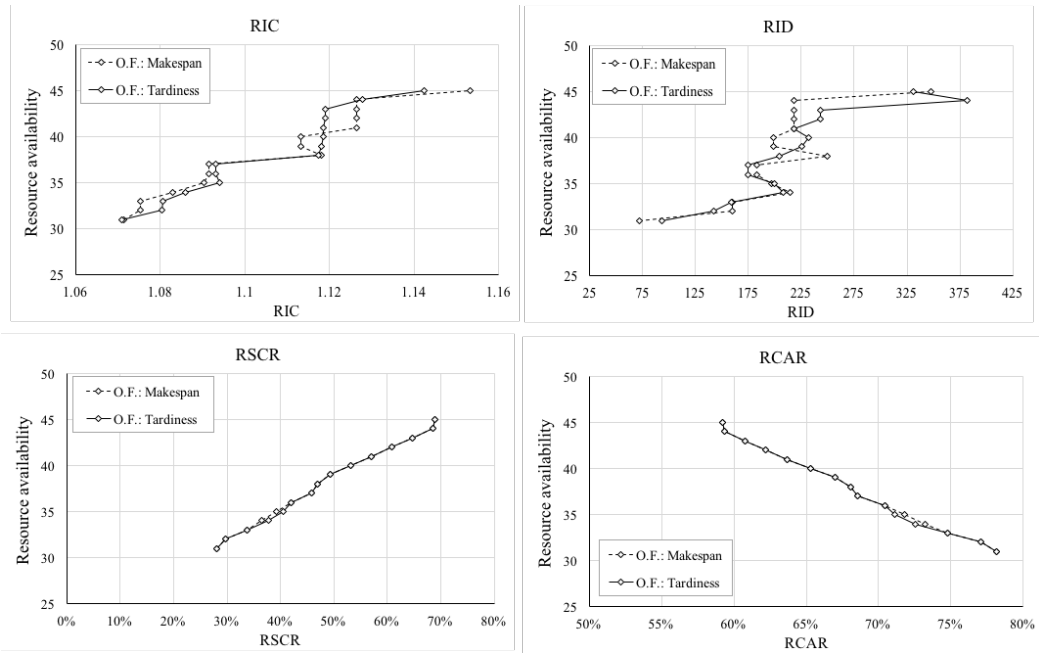 RIC
50
45
40
35
30
25
Resource availability
O.F.: Makespan
O.F.: Tardiness
1.06 1.08 1.1 1.12 1.14 1.16
RIC
RID
50
45
40
35
30
25
Resource availability
O.F.: Makespan
O.F.: Tardiness
25 75 125 175 225 275 325 375 425
RID
RSCR
50
45
40
35
30
25
Resource availability
O.F.: Makespan
O.F.: Tardiness
0% 10% 20% 30% 40% 50% 60% 70% 80%
RSCR
RCAR
50
45
40
35
30
25
Resource availability
O.F.: Makespan
O.F.: Tardiness
50% 55% 60% 65% 70% 75% 80%
RCAR